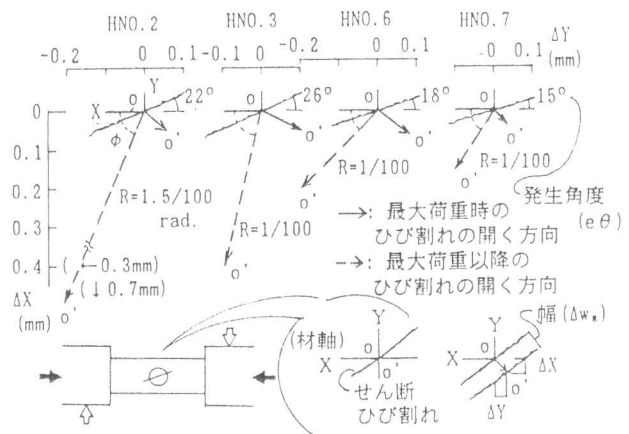 HNO.2 HNO.3 HNO.6 HNO.7
-0.2 0 0.1 -0.1 0 -0.2 0 0.1 -0 0.1 ΔY
(mm)
Y
O 22° O 26° O 18° O 15°
X
0
φ O' O' O' O'
0.1
O' O'
R=1/100 R=1/100
0.2 R=1.5/100 発生角度
rad. R=1/100 (eθ)
→: 最大荷重時の
0.3 ひび割れの開く方向
( ←0.3mm)
0.4 (↓0.7mm)
--→: 最大荷重以降の
ひび割れの開く方向
ΔX O' O'
(mm)
Y Y 幅(ΔwR)
(材軸) O O
X X
O' O' ΔX
せん断
ひび割れ ΔY